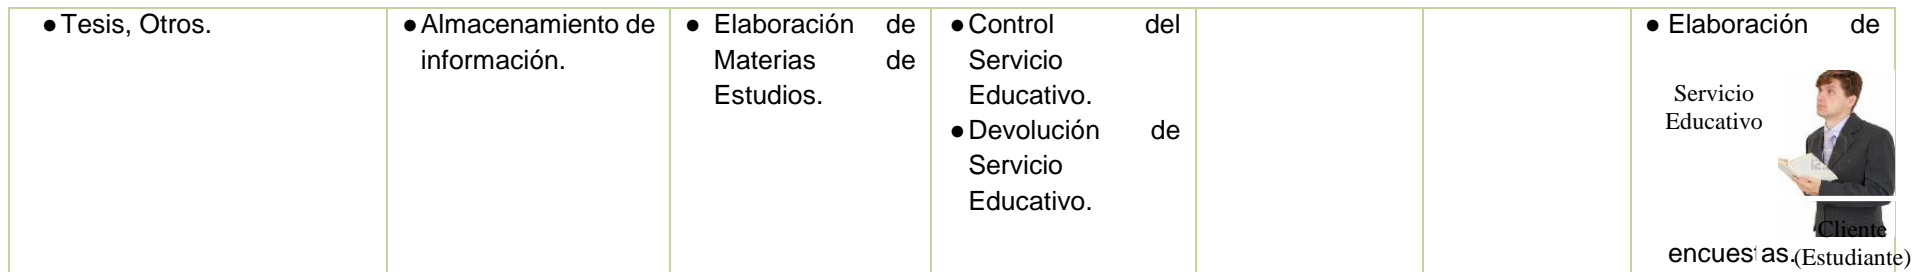 ● Tesis, Otros.
● Almacenamiento de
información.
● Elaboración de
Materias de
Estudios.
● Control del
Servicio
Educativo.
● Devolución de
Servicio
Educativo.
● Elaboración de
Servicio
Educativo
Cliente
encuestas.
(Estudiante)